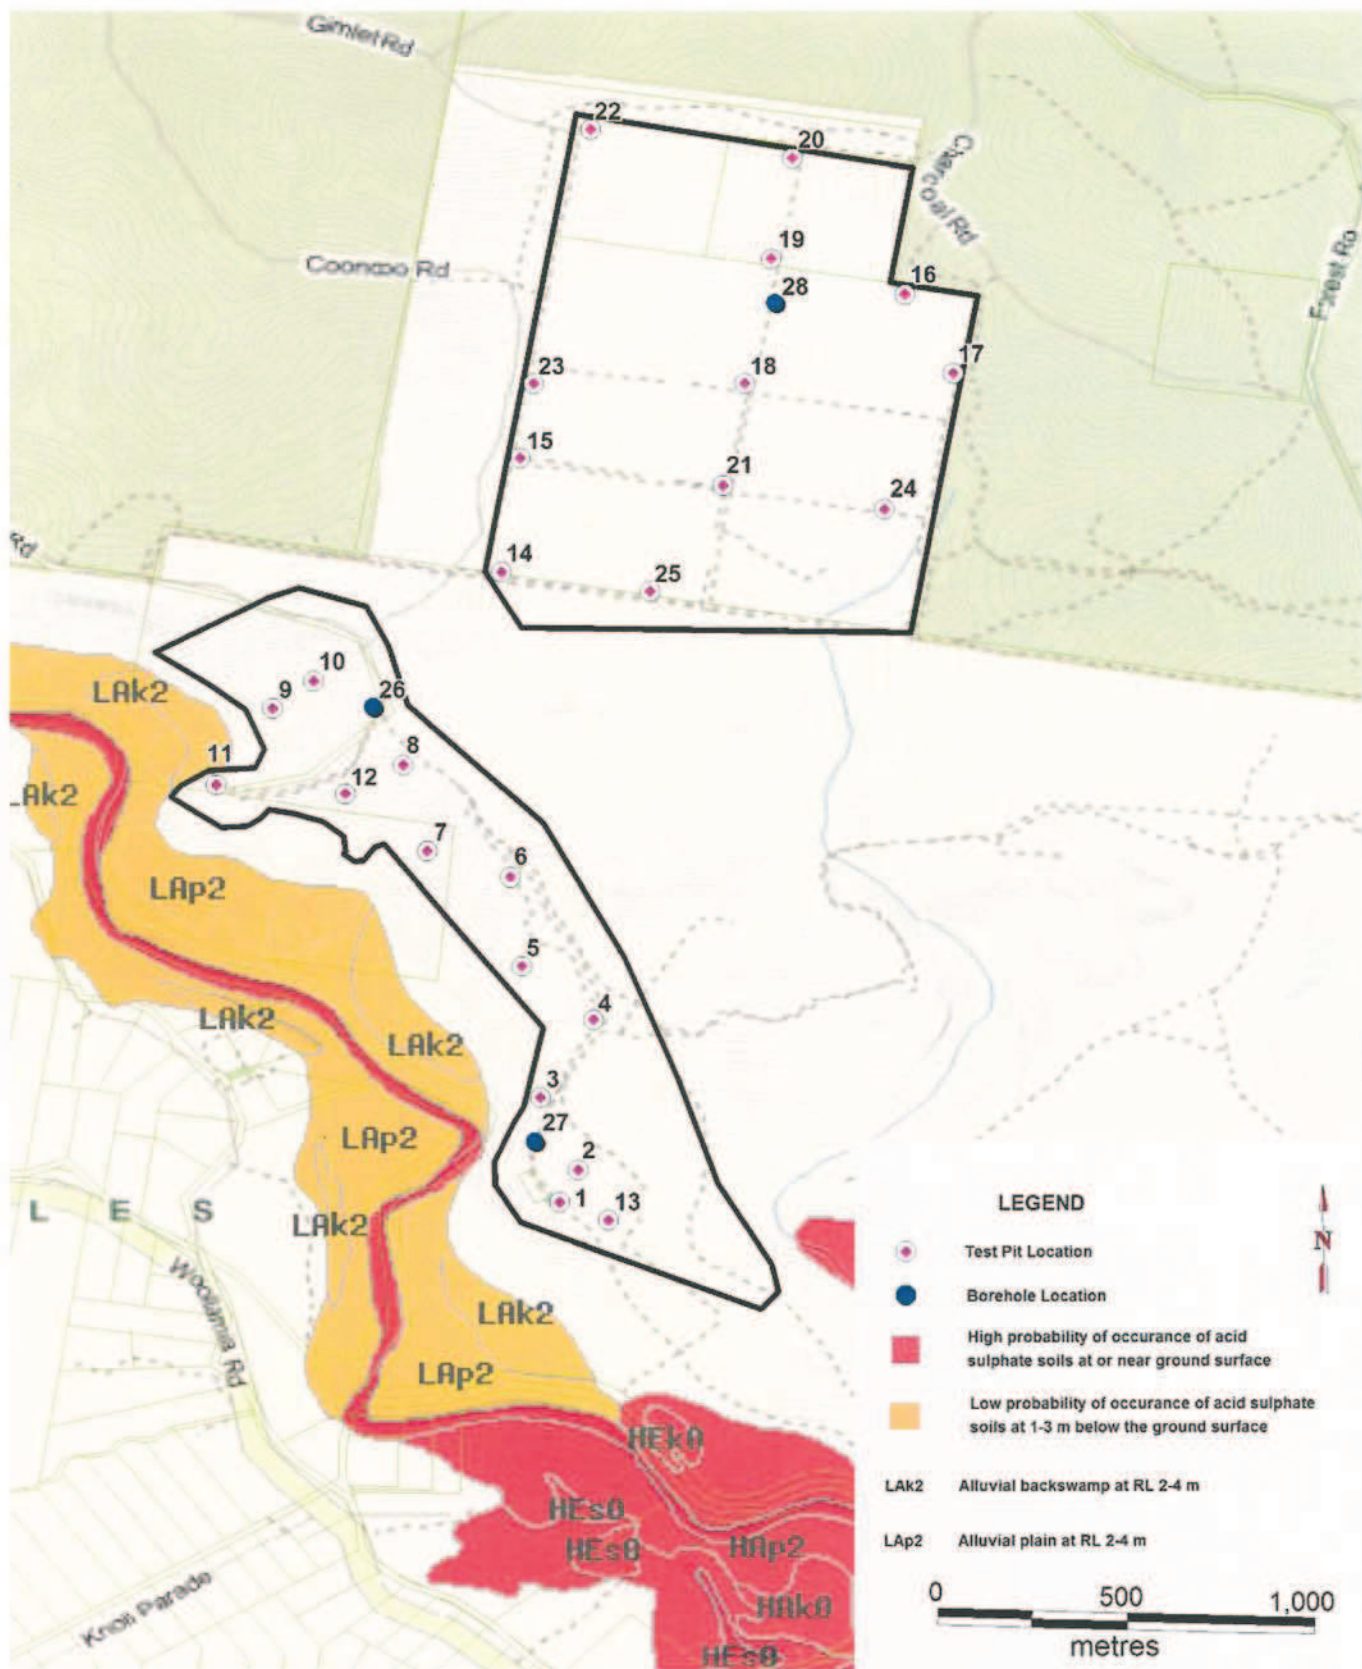 Gimlet Rd
22
20
Charcoal Rd
19
Coonooo Rd
28
16
Forest Rd
23
18
17
15
21
24
Rd
14
25
10
LAk2
9
26
11
8
LAk2
12
7
6
LAp2
5
LAk2
4
LAk2
3
27
LAp2
2
1
13
L E S
LAk2
Woollamia Rd
LAk2
LAp2
HEkA
HEs0
HEs0
HAp2
HAk0
HEs0
Knoll Parade
LEGEND
N
Test Pit Location
Borehole Location
High probability of occurance of acid
sulphate soils at or near ground surface
Low probability of occurance of acid sulphate
soils at 1-3 m below the ground surface
LAk2 Alluvial backswamp at RL 2-4 m
LAp2 Alluvial plain at RL 2-4 m
0 500 1,000
metres